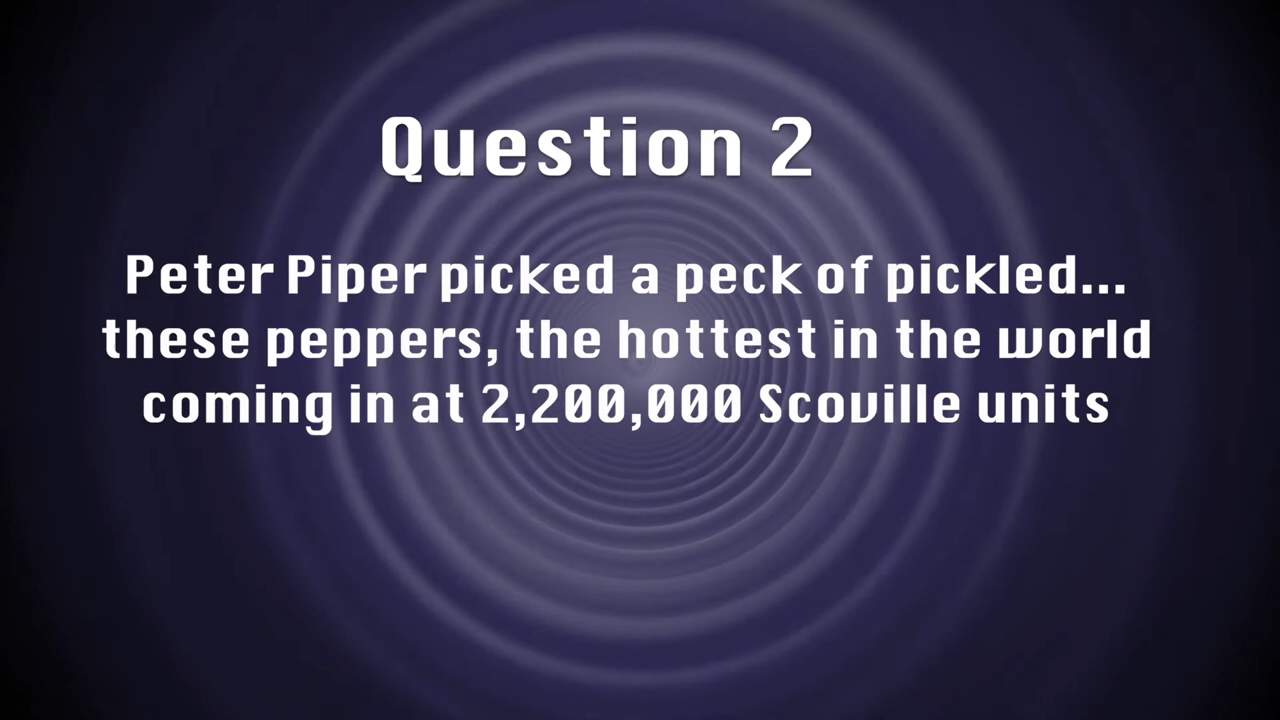 Question 2
Peter Piper picked a peck of pickled...
these peppers, the hottest in the world
coming in at 2,200,000 Scoville units